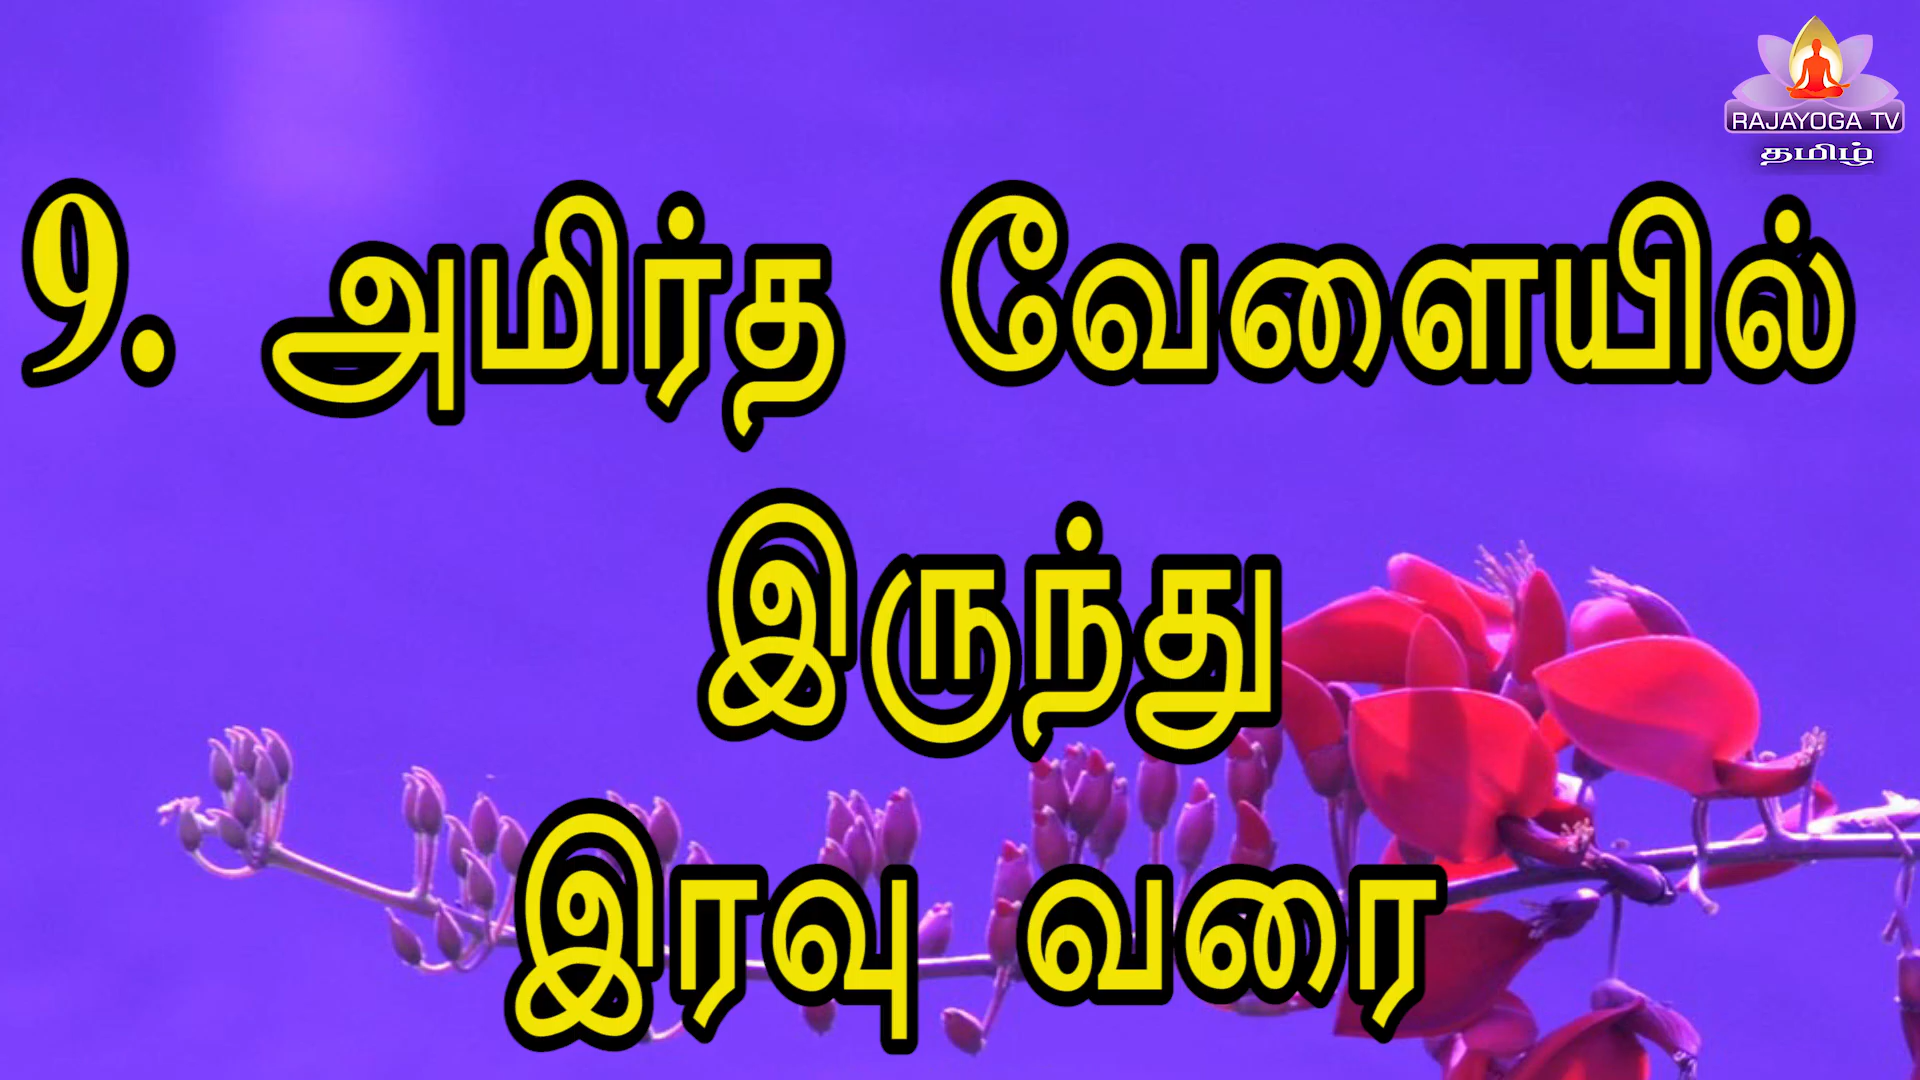 RAJAYOGA TV
தமிழ்
9. அமிர்த வேளையில்
இருந்து
இரவு வரை